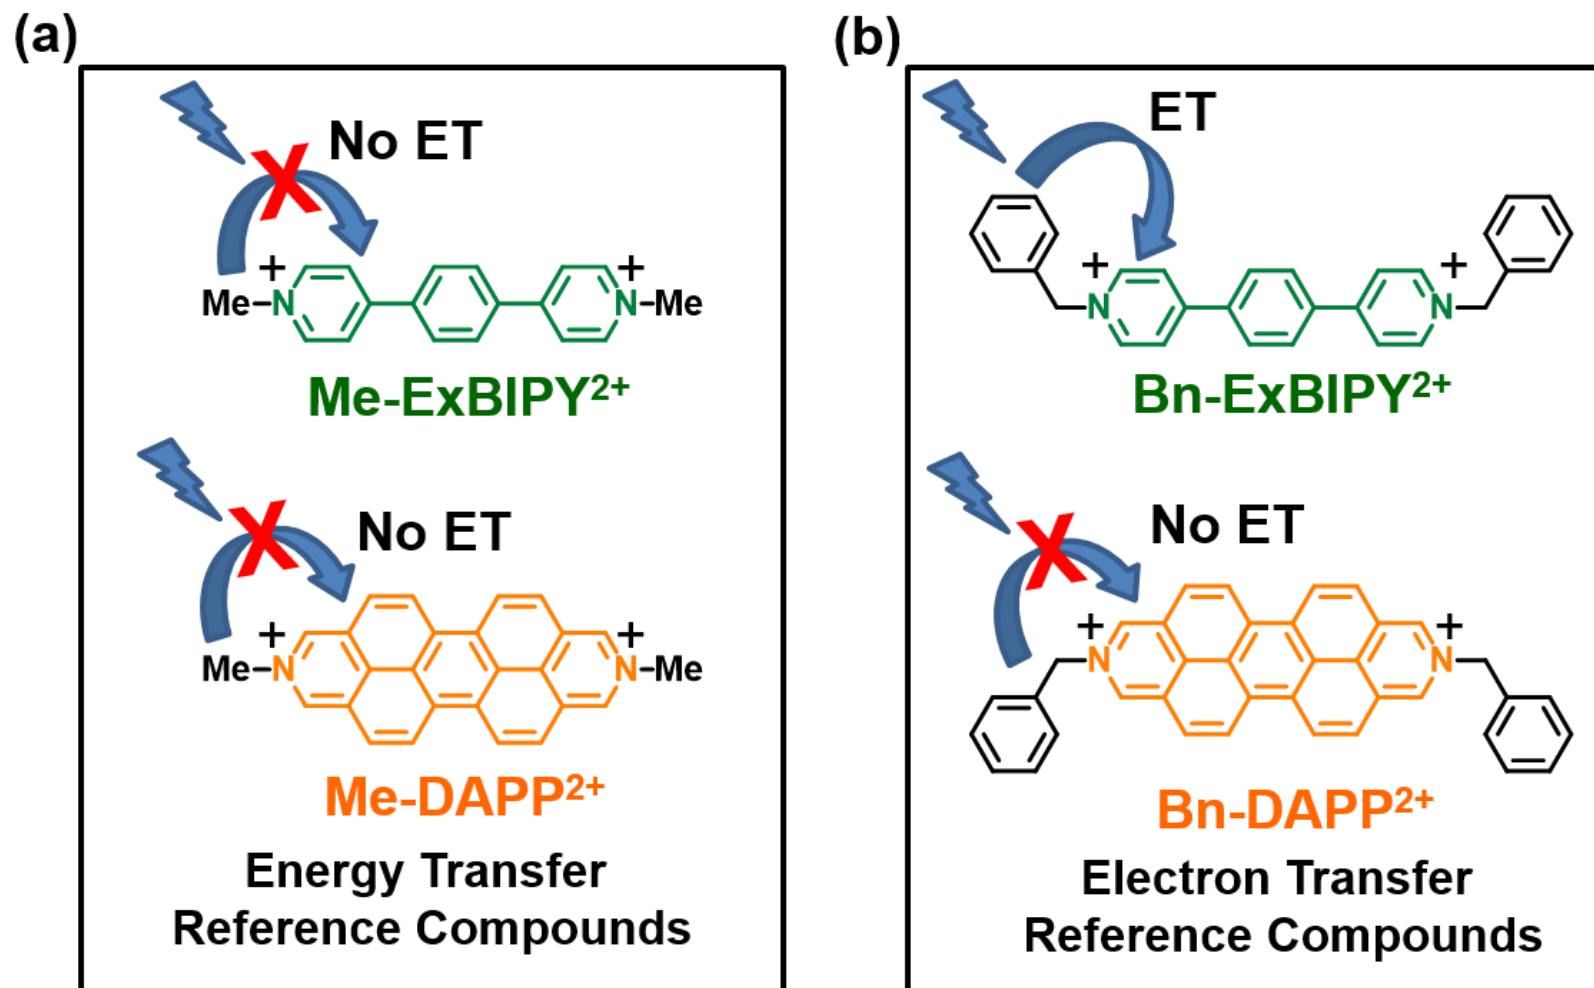 (a)
No ET
Me–N+ N+–Me
Me-ExBIPY²⁺
No ET
Me–N+ N+–Me
Me-DAPP²⁺
Energy Transfer
Reference Compounds
(b)
ET
+ +
N N
Bn-ExBIPY²⁺
No ET
+ +
N N
Bn-DAPP²⁺
Electron Transfer
Reference Compounds